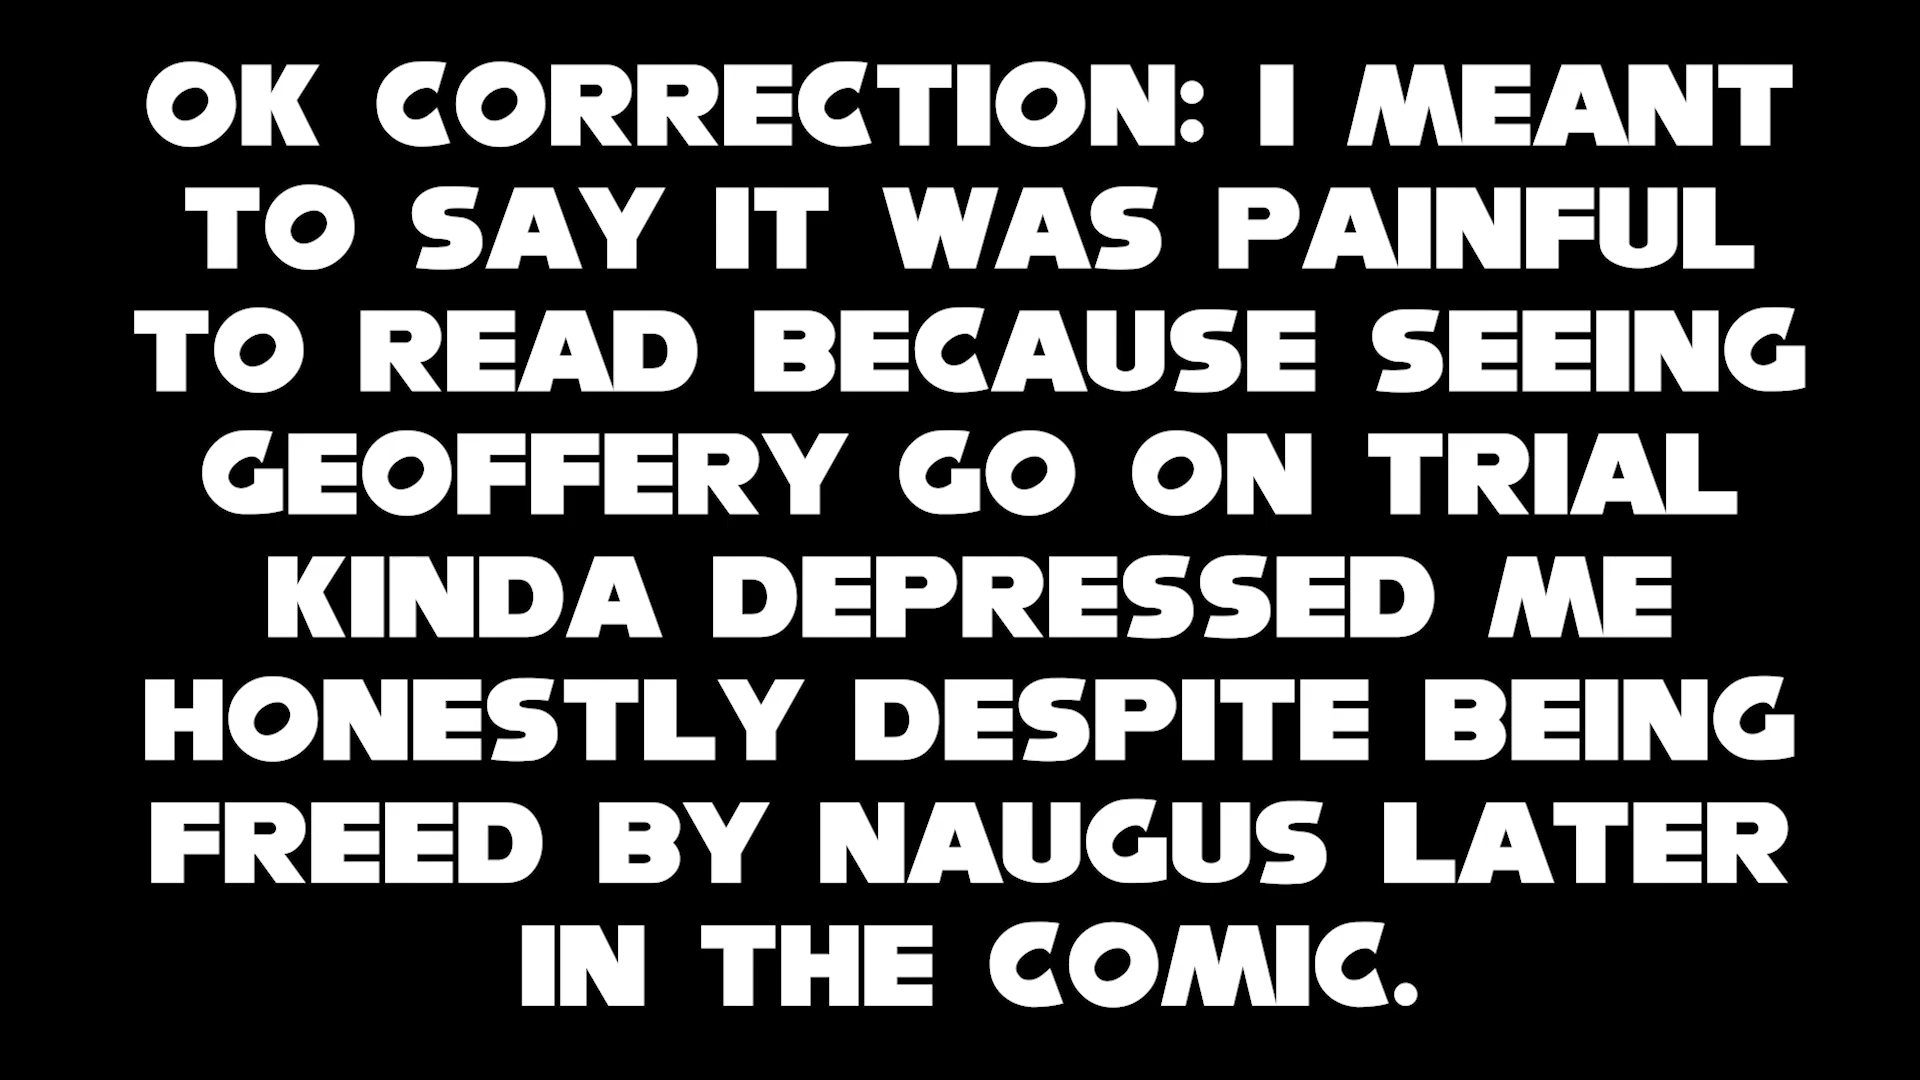 OK CORRECTION: I MEANT
TO SAY IT WAS PAINFUL
TO READ BECAUSE SEEING
GEOFFERY GO ON TRIAL
KINDA DEPRESSED ME
HONESTLY DESPITE BEING
FREED BY NAUGUS LATER
IN THE COMIC.